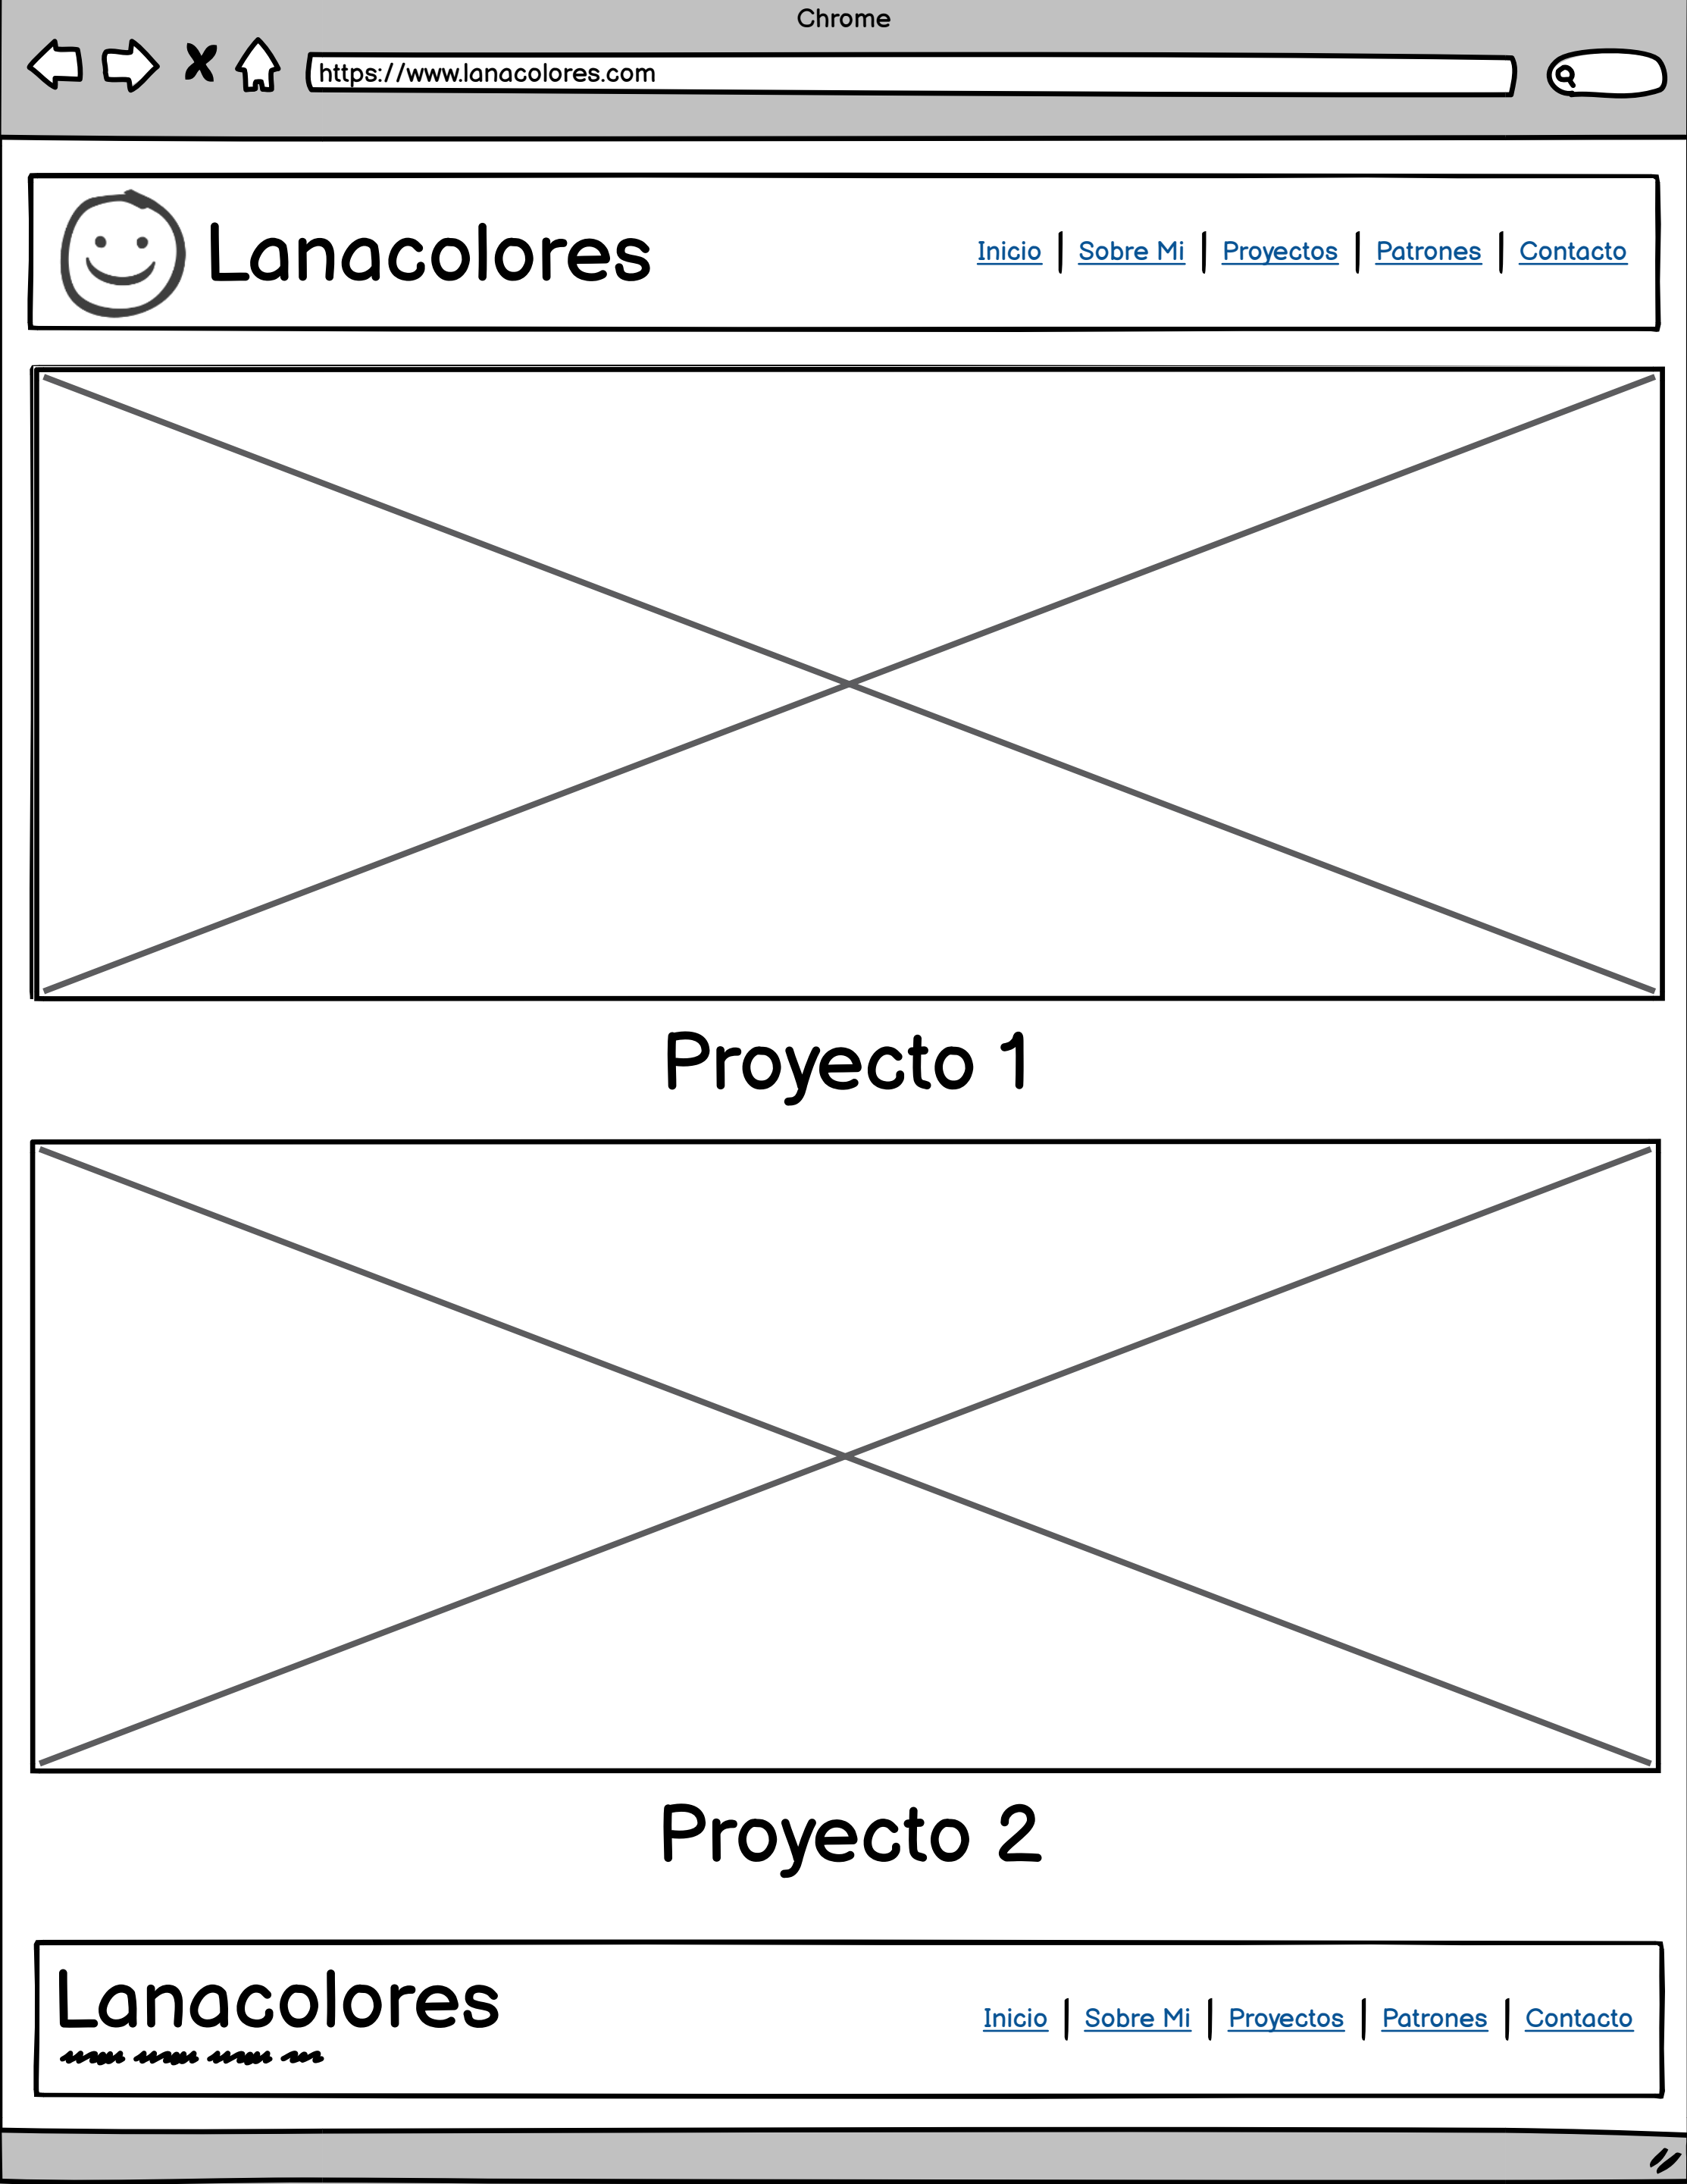 Chrome
https://www.lanacolores.com
Lanacolores
Inicio | Sobre Mi | Proyectos | Patrones | Contacto
Proyecto 1
Proyecto 2
Lanacolores
Inicio | Sobre Mi | Proyectos | Patrones | Contacto